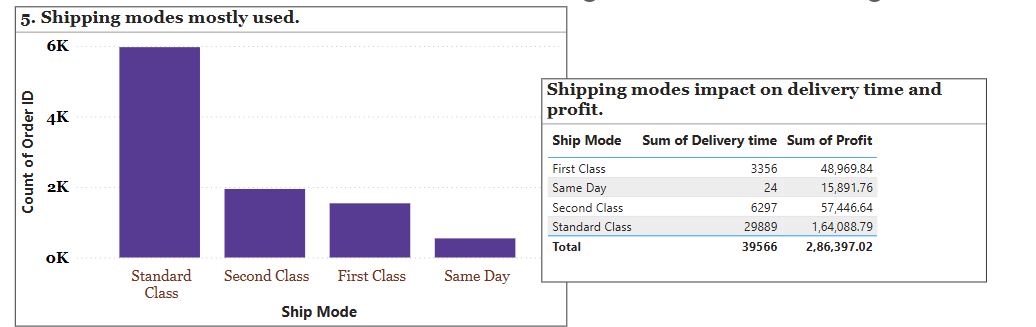 5. Shipping modes mostly used.
6K
4K
2K
0K
Count of Order ID
Standard Class
Second Class
First Class
Same Day
Ship Mode
Shipping modes impact on delivery time and
profit.
Ship Mode Sum of Delivery time Sum of Profit
First Class 3356 48,969.84
Same Day 24 15,891.76
Second Class 6297 57,446.64
Standard Class 29889 1,64,088.79
Total 39566 2,86,397.02